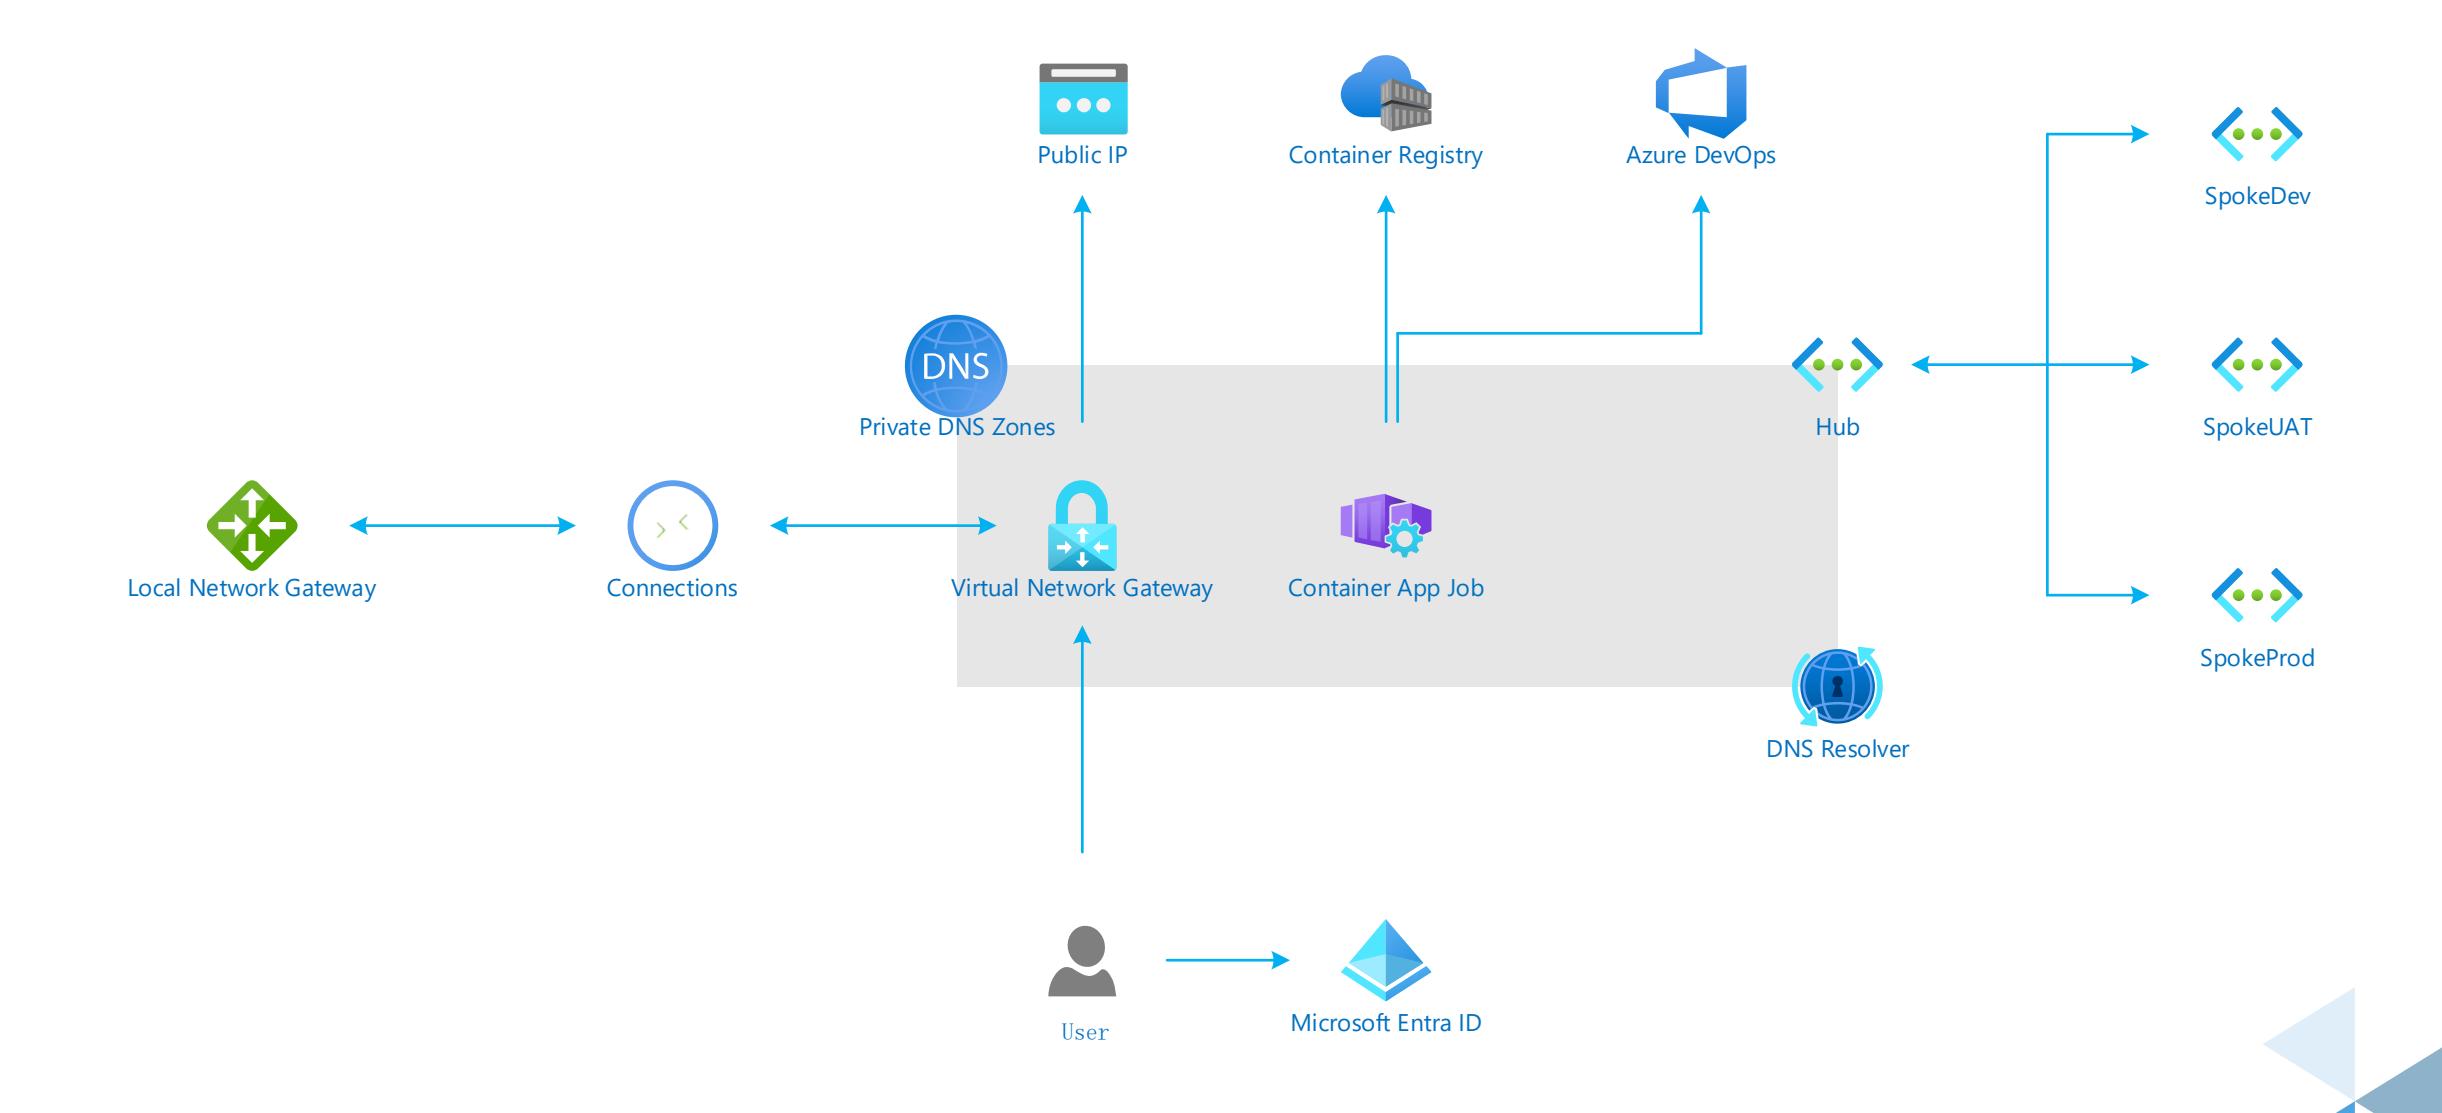 Public IP
Container Registry
Azure DevOps
SpokeDev
DNS
Private DNS Zones
Hub
SpokeUAT
Local Network Gateway
Connections
Virtual Network Gateway
Container App Job
SpokeProd
DNS Resolver
User
Microsoft Entra ID